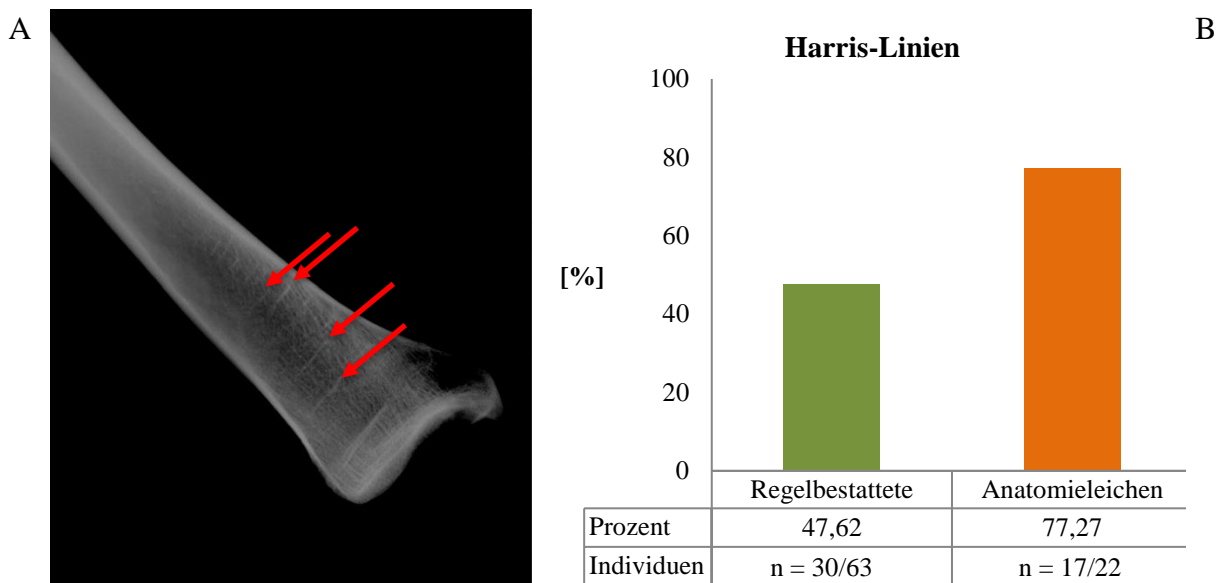 A
B
Harris-Linien
100
80
60
[%]
40
20
0
Regelbestattete Anatomieleichen
Prozent 47,62 77,27
Individuen n = 30/63 n = 17/22